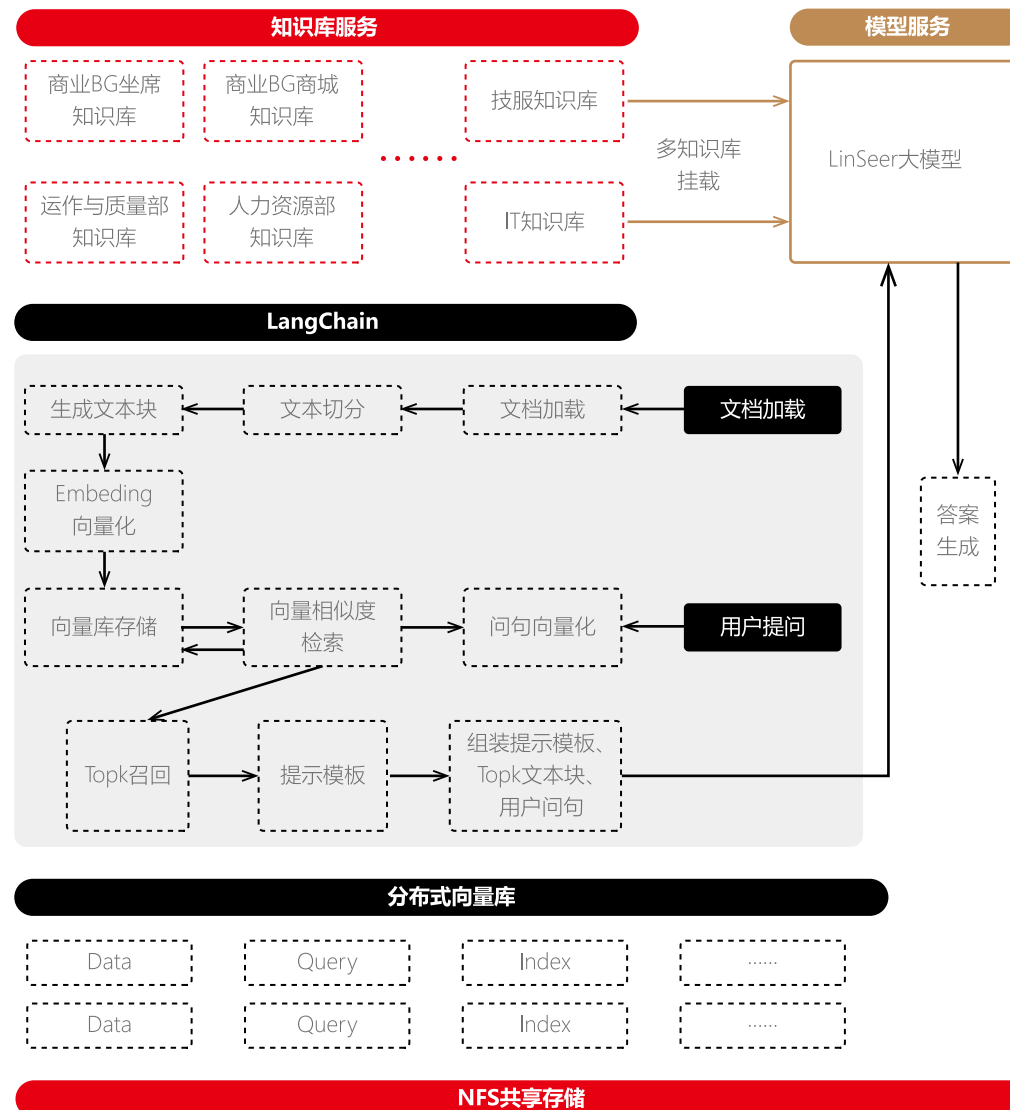 知识库服务
模型服务
商业BG坐席
知识库
商业BG商城
知识库
技服知识库
······
多知识库
挂载
LinSeer大模型
运作与质量部
知识库
人力资源部
知识库
IT知识库
LangChain
生成文本块
文本切分
文档加载
文档加载
Embeding
向量化
答案
生成
向量库存储
向量相似度
检索
问句向量化
用户提问
Topk召回
提示模板
组装提示模板、
Topk文本块、
用户问句
分布式向量库
Data
Query
Index
······
Data
Query
Index
······
NFS共享存储